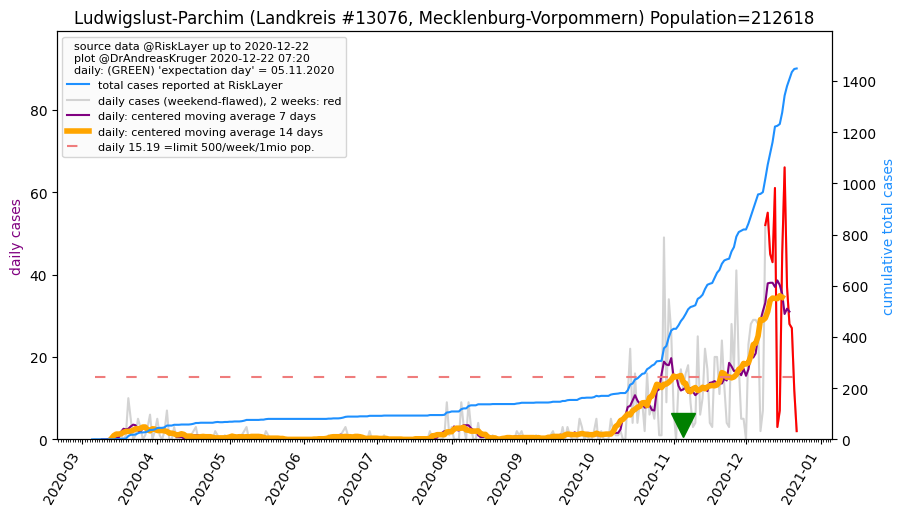 Ludwigslust-Parchim (Landkreis #13076, Mecklenburg-Vorpommern) Population=212618
source data @RiskLayer up to 2020-12-22
plot @DrAndreasKruger 2020-12-22 07:20
daily: (GREEN) 'expectation day' = 05.11.2020
total cases reported at RiskLayer
daily cases (weekend-flawed), 2 weeks: red
daily: centered moving average 7 days
daily: centered moving average 14 days
daily 15.19 =limit 500/week/1mio pop.
daily cases
80
60
40
20
0
cumulative total cases
1400
1200
1000
800
600
400
200
0
2020-03
2020-04
2020-05
2020-06
2020-07
2020-08
2020-09
2020-10
2020-11
2020-12
2021-01